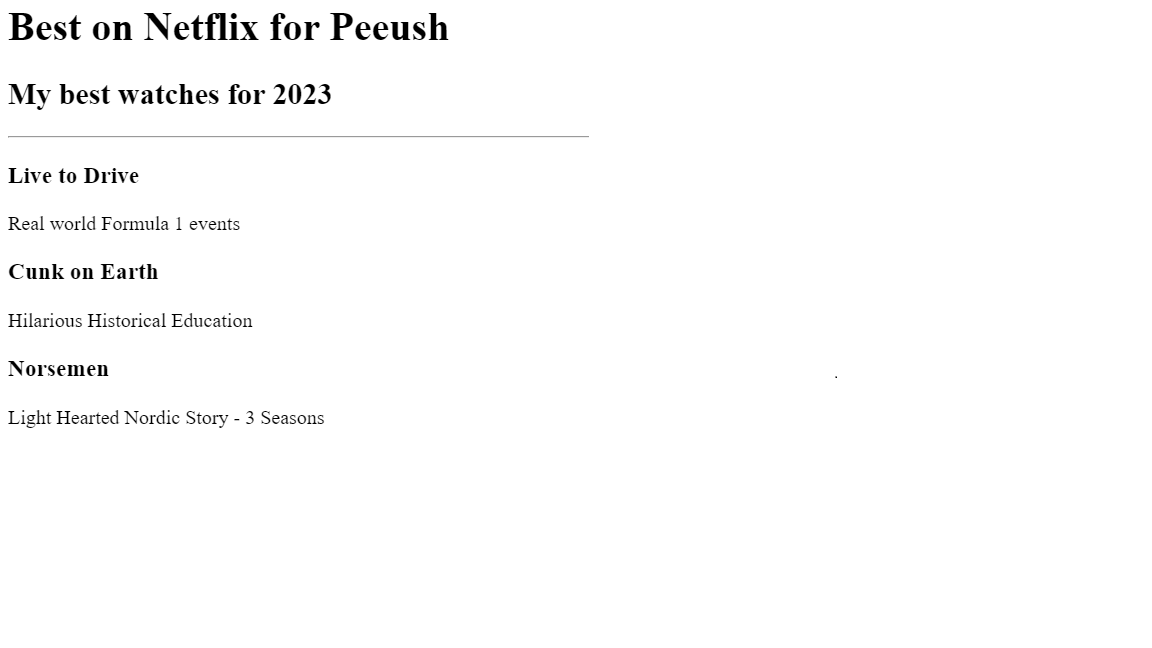 Best on Netflix for Peeush
My best watches for 2023
Live to Drive
Real world Formula 1 events
Cunk on Earth
Hilarious Historical Education
Norsemen
Light Hearted Nordic Story - 3 Seasons